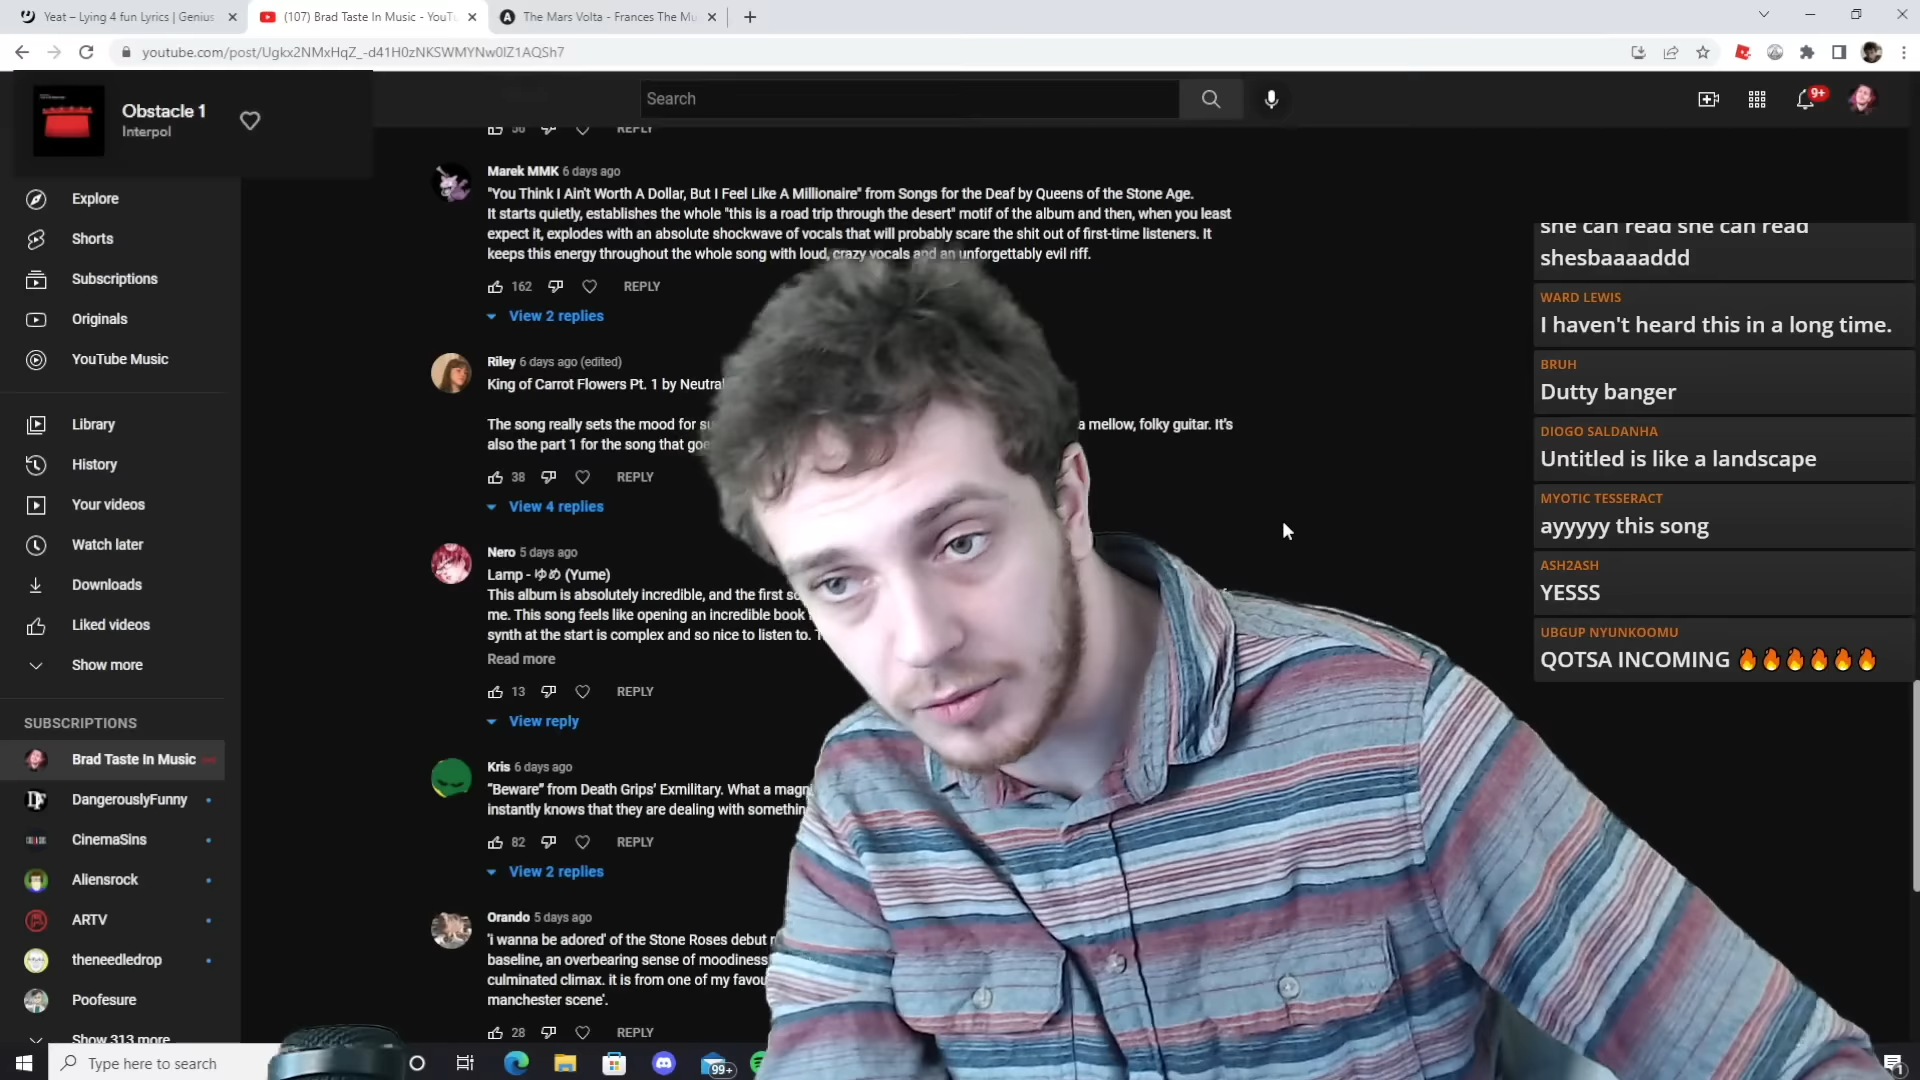 Yeat – Lying 4 fun Lyrics | Genius
(107) Brad Taste In Music - YouTu
The Mars Volta - Frances The Mu
youtube.com/post/Ugkx2NMxHqZ_-d41H0zNKSWMYNw0lZ1AQSh7
Obstacle 1
Interpol
Search
9+
Explore
Shorts
Subscriptions
Originals
YouTube Music
Library
History
Your videos
Watch later
Downloads
Liked videos
Show more
SUBSCRIPTIONS
Brad Taste In Music
DangerouslyFunny
CinemaSins
Aliensrock
ARTV
theneedledrop
Poofesure
Show 313 more
56 REPLY
Marek MMK 6 days ago
"You Think I Ain't Worth A Dollar, But I Feel Like A Millionaire" from Songs for the Deaf by Queens of the Stone Age.
It starts quietly, establishes the whole "this is a road trip through the desert" motif of the album and then, when you least
expect it, explodes with an absolute shockwave of vocals that will probably scare the shit out of first-time listeners. It
keeps this energy throughout the whole song with loud, crazy vocals and an unforgettably evil riff.
162 REPLY
View 2 replies
Riley 6 days ago (edited)
King of Carrot Flowers Pt. 1 by Neutral
The song really sets the mood for a mellow, folky guitar. It's
also the part 1 for the song that
38 REPLY
View 4 replies
Nero 5 days ago
Lamp - ゆめ (Yume)
This album is absolutely incredible, and the first
me. This song feels like opening an incredible book
synth at the start is complex and so nice to listen to.
Read more
13 REPLY
View reply
Kris 6 days ago
"Beware" from Death Grips' Exmilitary. What a
instantly knows that they are dealing with
82 REPLY
View 2 replies
Orando 5 days ago
'i wanna be adored' of the Stone Roses debut
baseline, an overbearing sense of moodiness
culminated climax. it is from one of my
manchester scene'.
28 REPLY
she can read she can read
shesbaaaaddd
WARD LEWIS
I haven't heard this in a long time.
BRUH
Dutty banger
DIOGO SALDANHA
Untitled is like a landscape
MYOTIC TESSERACT
ayyyyy this song
ASH2ASH
YESSS
UBGUP NYUNKOOMU
QOTSA INCOMING 🔥🔥🔥🔥🔥🔥
Type here to search
99+
1